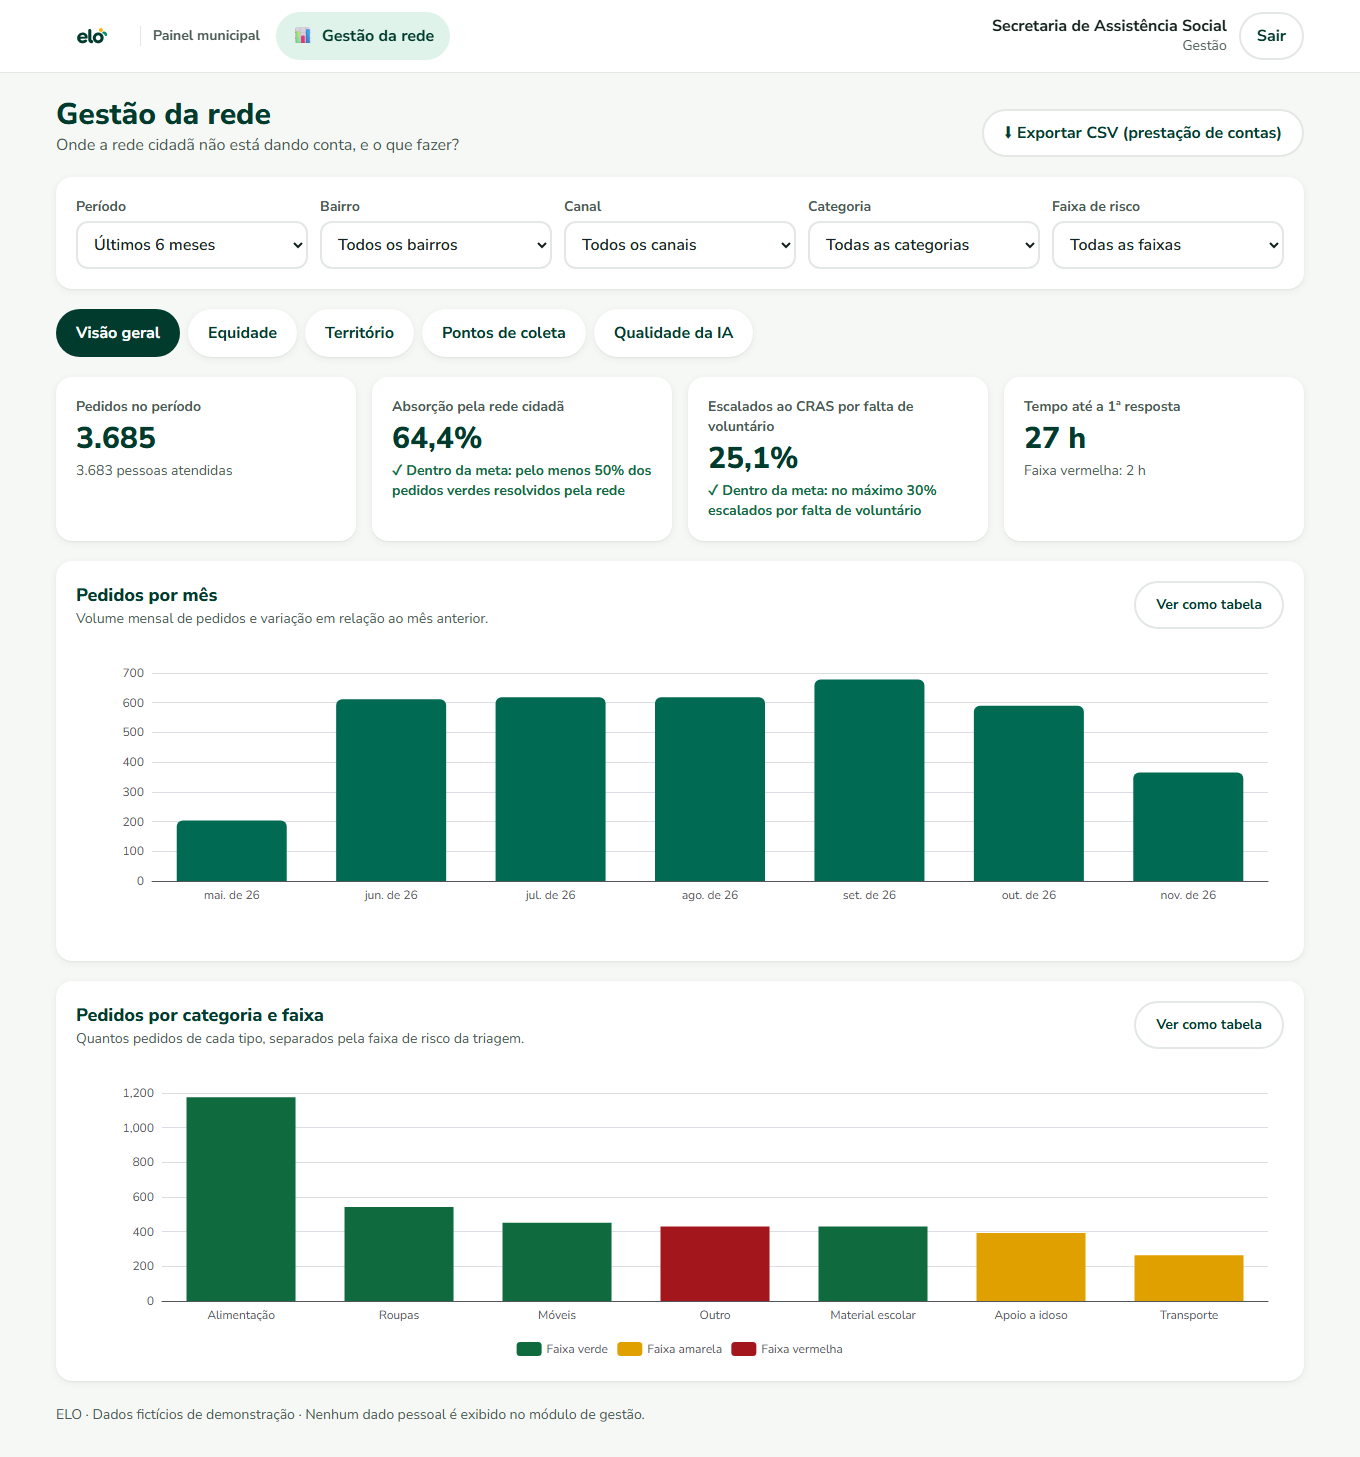 elo
Painel municipal
Gestão da rede
Secretaria de Assistência Social
Gestão
Sair
Gestão da rede
Onde a rede cidadã não está dando conta, e o que fazer?
⬇ Exportar CSV (prestação de contas)
Período
Bairro
Canal
Categoria
Faixa de risco
Últimos 6 meses
Todos os bairros
Todos os canais
Todas as categorias
Todas as faixas
Visão geral
Equidade
Território
Pontos de coleta
Qualidade da IA
Pedidos no período
3.685
3.683 pessoas atendidas
Absorção pela rede cidadã
64,4%
✓ Dentro da meta: pelo menos 50% dos
pedidos verdes resolvidos pela rede
Escalados ao CRAS por falta de
voluntário
25,1%
✓ Dentro da meta: no máximo 30%
escalados por falta de voluntário
Tempo até a 1ª resposta
27 h
Faixa vermelha: 2 h
Pedidos por mês
Volume mensal de pedidos e variação em relação ao mês anterior.
Ver como tabela
700
600
500
400
300
200
100
0
mai. de 26
jun. de 26
jul. de 26
ago. de 26
set. de 26
out. de 26
nov. de 26
Pedidos por categoria e faixa
Quantos pedidos de cada tipo, separados pela faixa de risco da triagem.
Ver como tabela
1,200
1,000
800
600
400
200
0
Alimentação
Roupas
Móveis
Outro
Material escolar
Apoio a idoso
Transporte
Faixa verde
Faixa amarela
Faixa vermelha
ELO · Dados fictícios de demonstração · Nenhum dado pessoal é exibido no módulo de gestão.